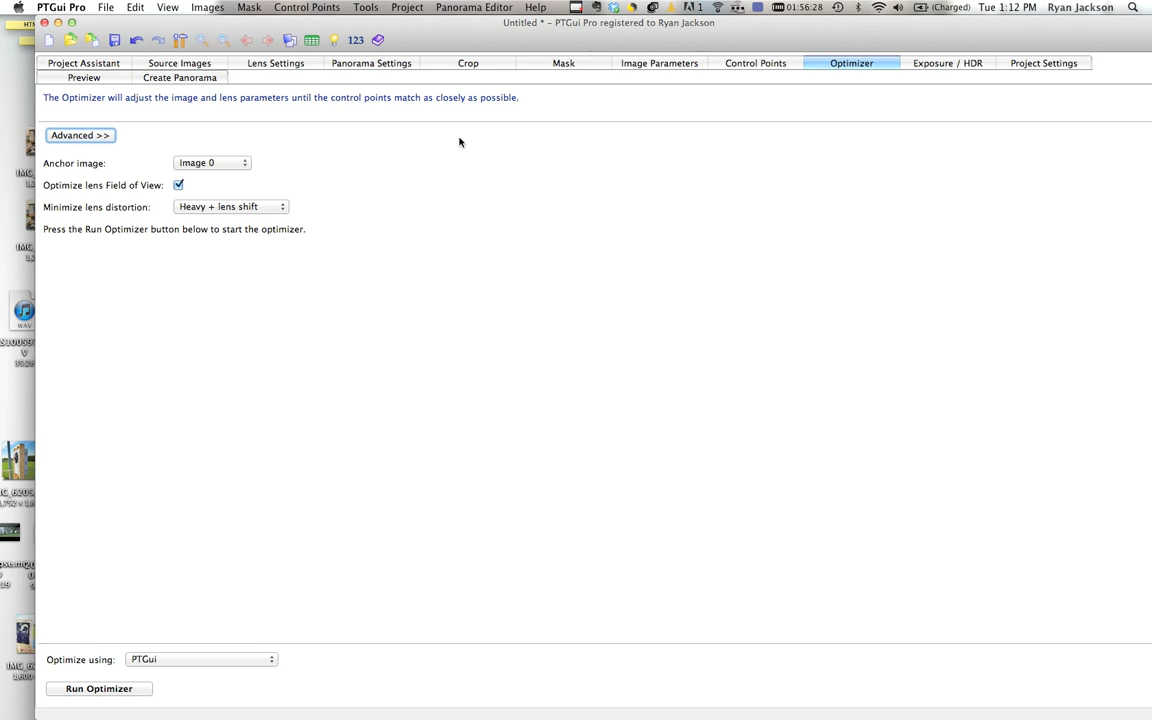 PTGui Pro File Edit View Images Mask Control Points Tools Project Panorama Editor Help 1 01:56:28 (Charged) Tue 1:12 PM Ryan Jackson
Untitled * – PTGui Pro registered to Ryan Jackson
123
Project Assistant Source Images Lens Settings Panorama Settings Crop Mask Image Parameters Control Points Optimizer Exposure / HDR Project Settings
Preview Create Panorama
The Optimizer will adjust the image and lens parameters until the control points match as closely as possible.
Advanced >>
Anchor image: Image 0
Optimize lens Field of View:
Minimize lens distortion: Heavy + lens shift
Press the Run Optimizer button below to start the optimizer.
WAV
V
Optimize using: PTGui
Run Optimizer